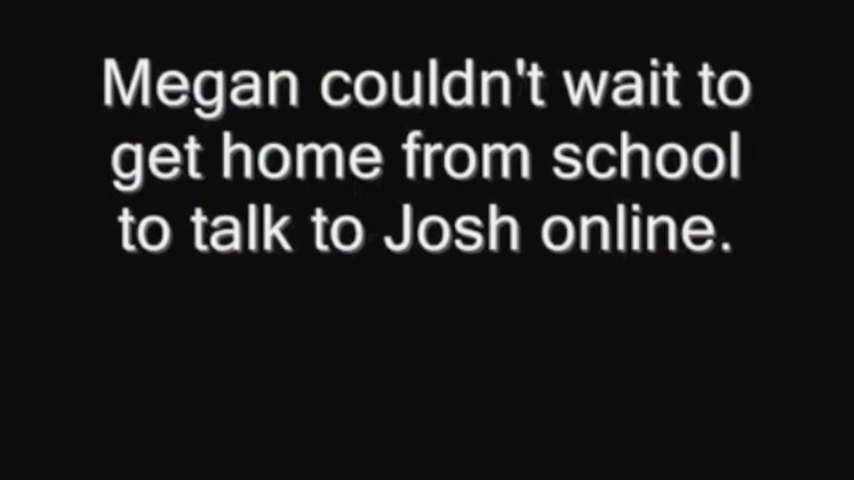 Megan couldn't wait to
get home from school
to talk to Josh online.